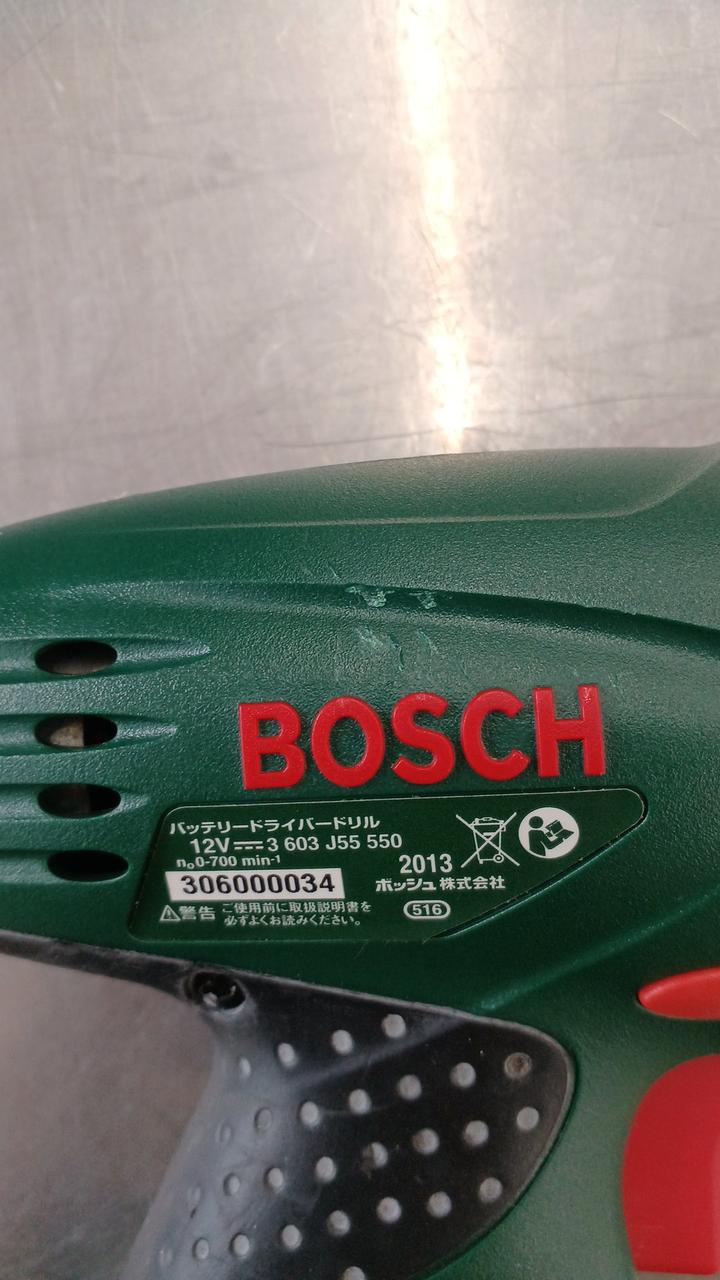 BOSCH
バッテリードライバードリル
12V⎓3 603 J55 550
n₀0-700 min⁻¹
2013
306000034
ボッシュ株式会社
⚠警告 ご使用前に取扱説明書を
必ずよくお読みください。
516